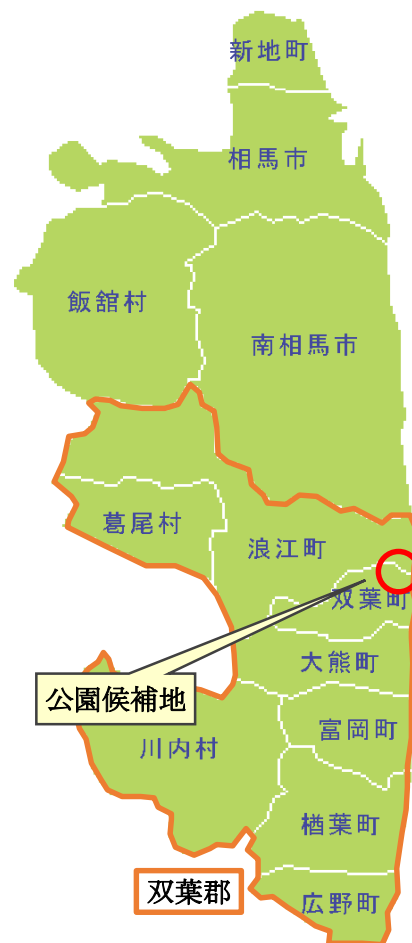 新地町
相馬市
飯舘村
南相馬市
葛尾村
浪江町
双葉町
大熊町
公園候補地
富岡町
川内村
楢葉町
双葉郡
広野町